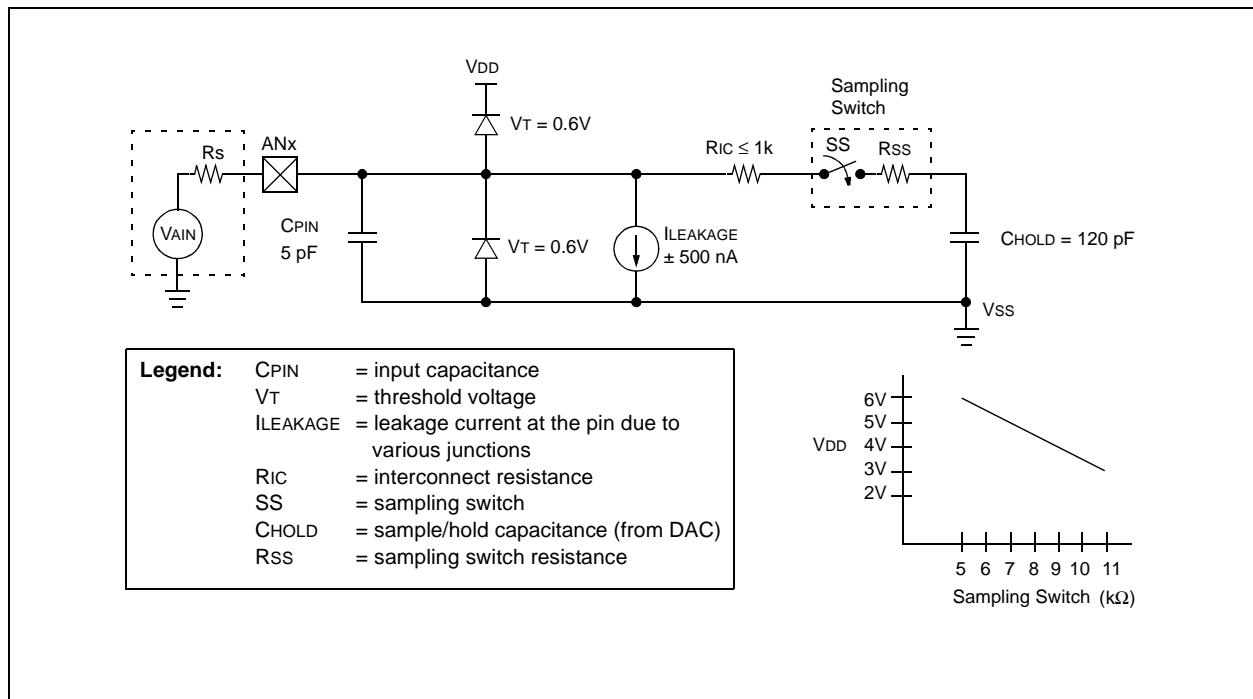 VDD
Sampling
Switch
VT = 0.6V
ANx
RS
RIC ≤ 1k
SS
RSS
VAIN
CPIN
5 pF
VT = 0.6V
ILEAKAGE
± 500 nA
CHOLD = 120 pF
VSS
Legend: CPIN = input capacitance
VT = threshold voltage
ILEAKAGE = leakage current at the pin due to
various junctions
RIC = interconnect resistance
SS = sampling switch
CHOLD = sample/hold capacitance (from DAC)
RSS = sampling switch resistance
6V
5V
VDD 4V
3V
2V
5 6 7 8 9 10 11
Sampling Switch (kΩ)